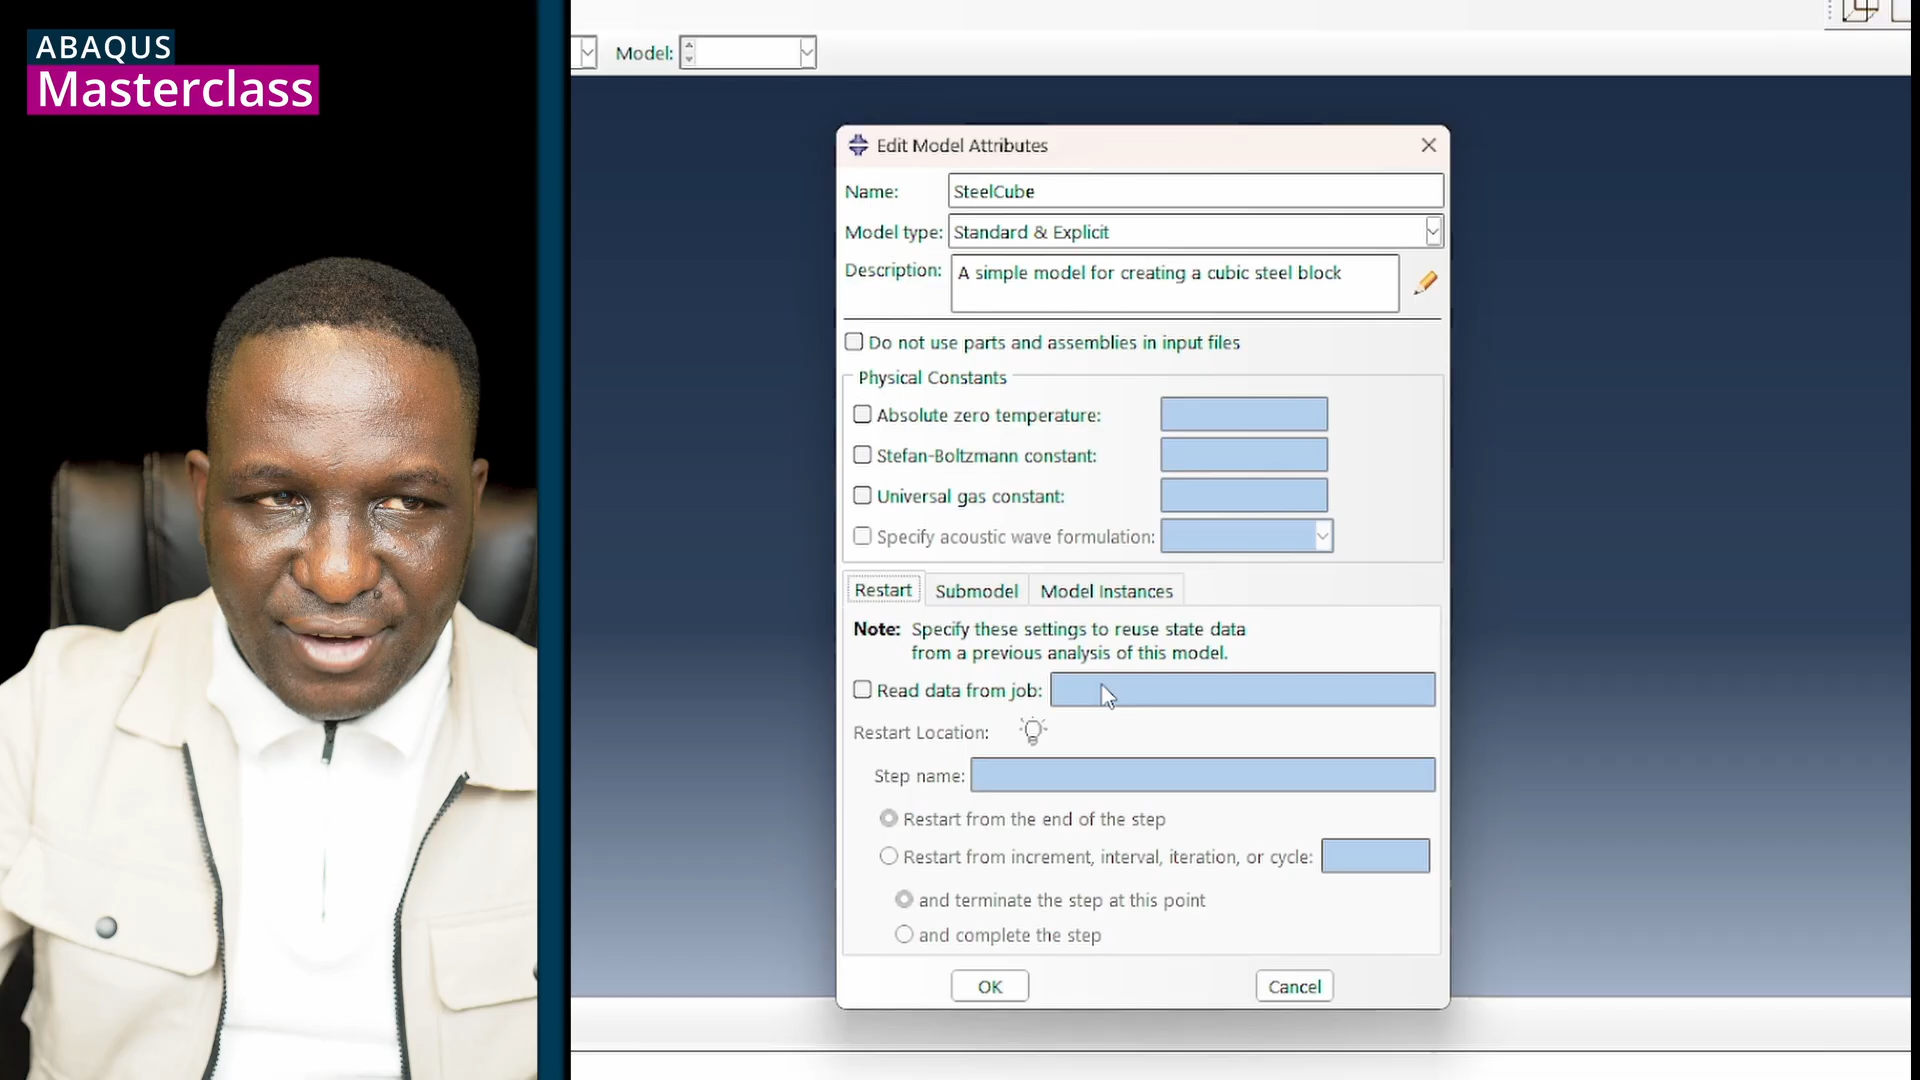 ABAQUS
Masterclass
Model:
Edit Model Attributes
Name: SteelCube
Model type: Standard & Explicit
Description: A simple model for creating a cubic steel block
Do not use parts and assemblies in input files
Physical Constants
Absolute zero temperature:
Stefan-Boltzmann constant:
Universal gas constant:
Specify acoustic wave formulation:
Restart Submodel Model Instances
Note: Specify these settings to reuse state data
from a previous analysis of this model.
Read data from job:
Restart Location:
Step name:
Restart from the end of the step
Restart from increment, interval, iteration, or cycle:
and terminate the step at this point
and complete the step
OK Cancel